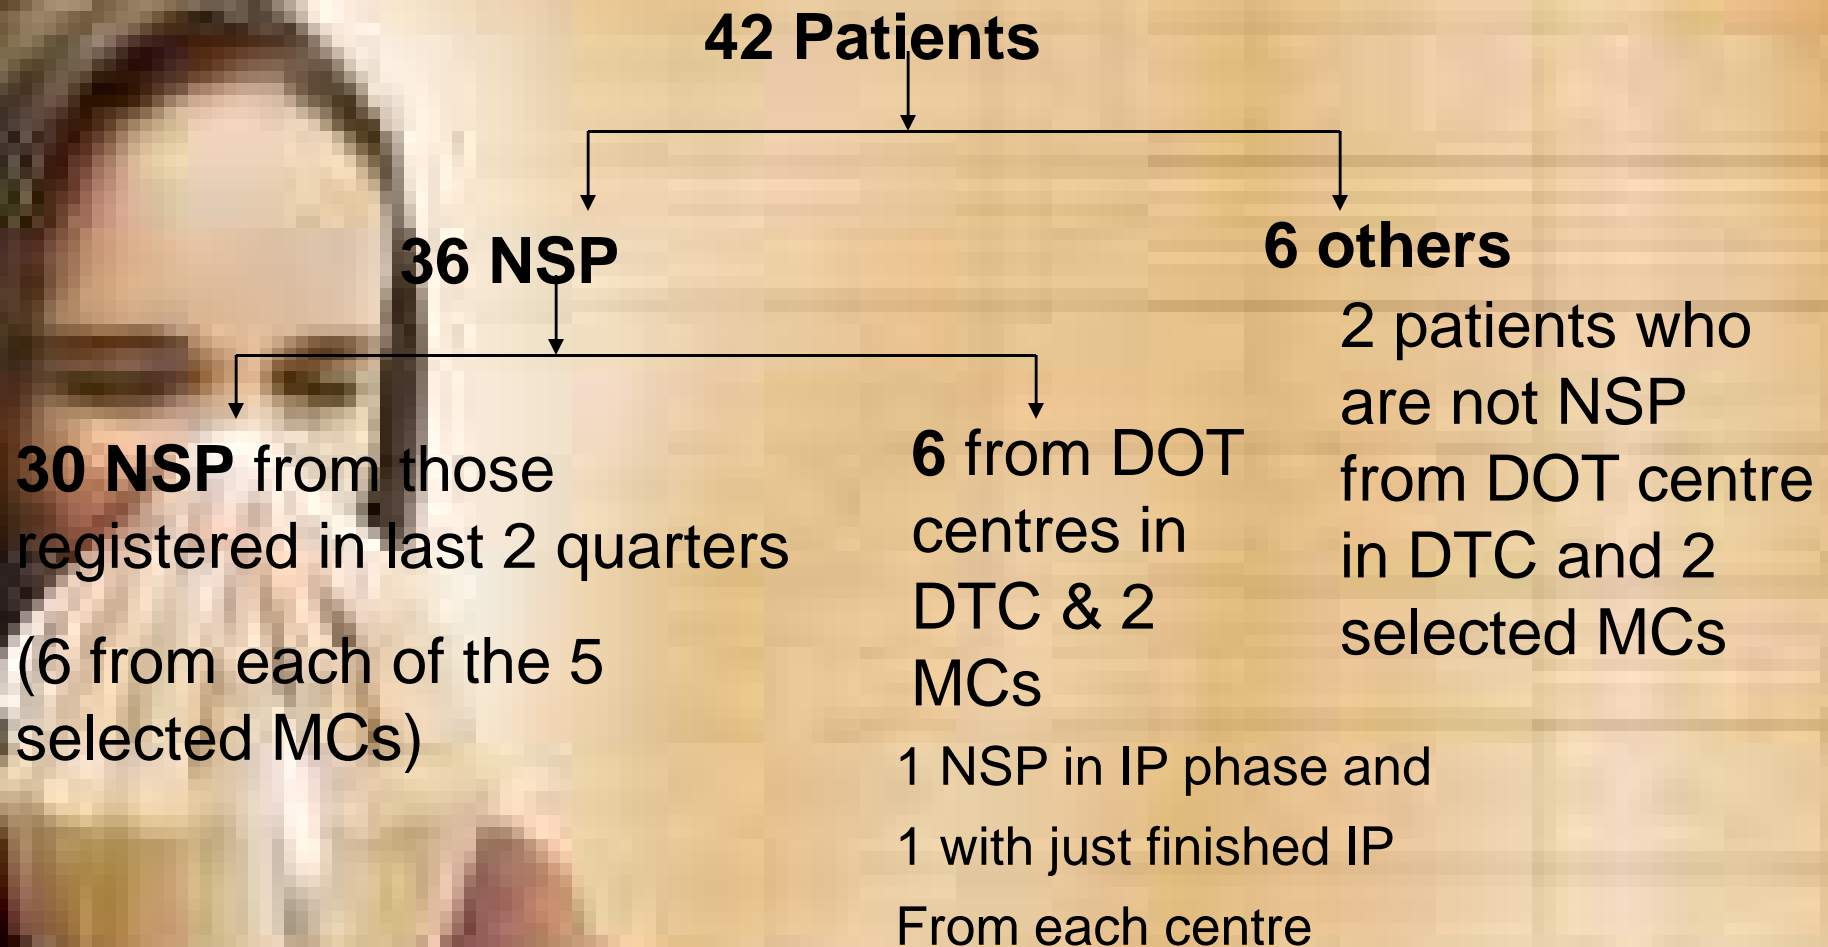 42 Patients
36 NSP
30 NSP from those
registered in last 2 quarters
(6 from each of the 5
selected MCs)
6 from DOT
centres in
DTC & 2
MCs
1 NSP in IP phase and
1 with just finished IP
From each centre
6 others
2 patients who
are not NSP
from DOT centre
in DTC and 2
selected MCs